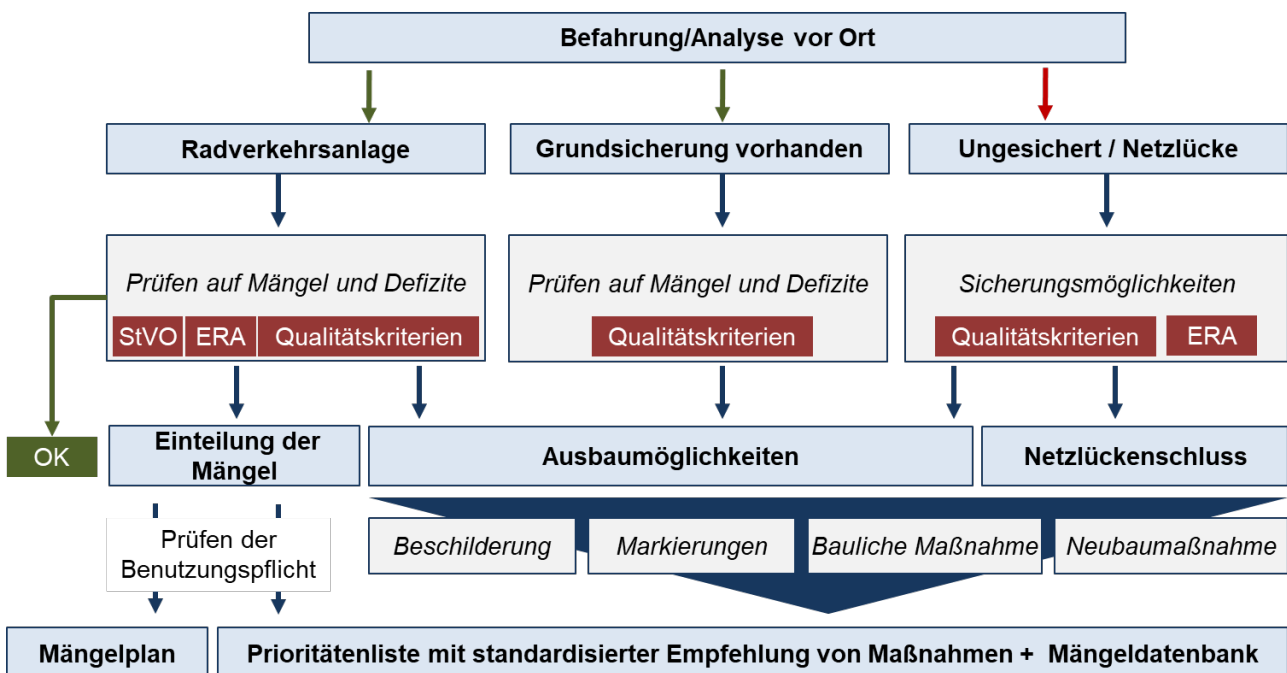 Befahrung/Analyse vor Ort
Radverkehrsanlage
Grundsicherung vorhanden
Ungesichert / Netzlücke
Prüfen auf Mängel und Defizite
Prüfen auf Mängel und Defizite
Sicherungsmöglichkeiten
StVO
ERA
Qualitätskriterien
Qualitätskriterien
Qualitätskriterien
ERA
OK
Einteilung der
Mängel
Ausbaumöglichkeiten
Netzlückenschluss
Prüfen der
Benutzungspflicht
Beschilderung
Markierungen
Bauliche Maßnahme
Neubaumaßnahme
Mängelplan
Prioritätenliste mit standardisierter Empfehlung von Maßnahmen + Mängeldatenbank